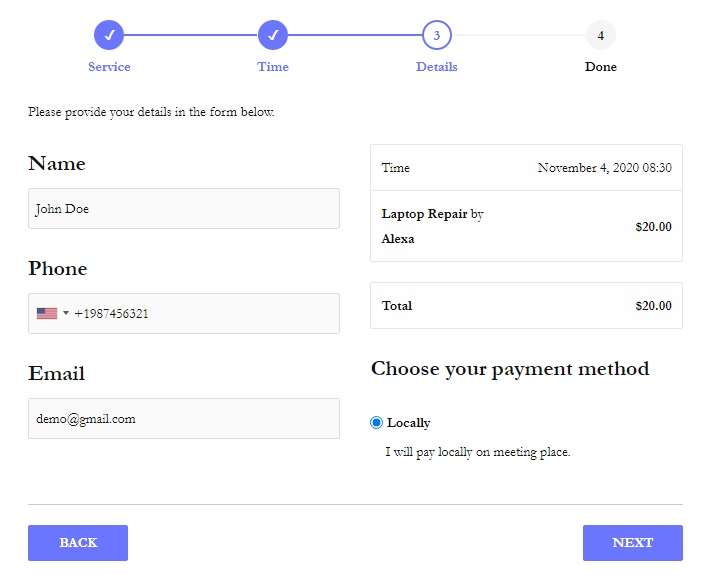 3 4
Service Time Details Done
Please provide your details in the form below.
Name
John Doe
Phone
+1987456321
Email
demo@gmail.com
Time November 4, 2020 08:30
Laptop Repair by
Alexa
$20.00
Total $20.00
Choose your payment method
Locally
I will pay locally on meeting place.
BACK NEXT